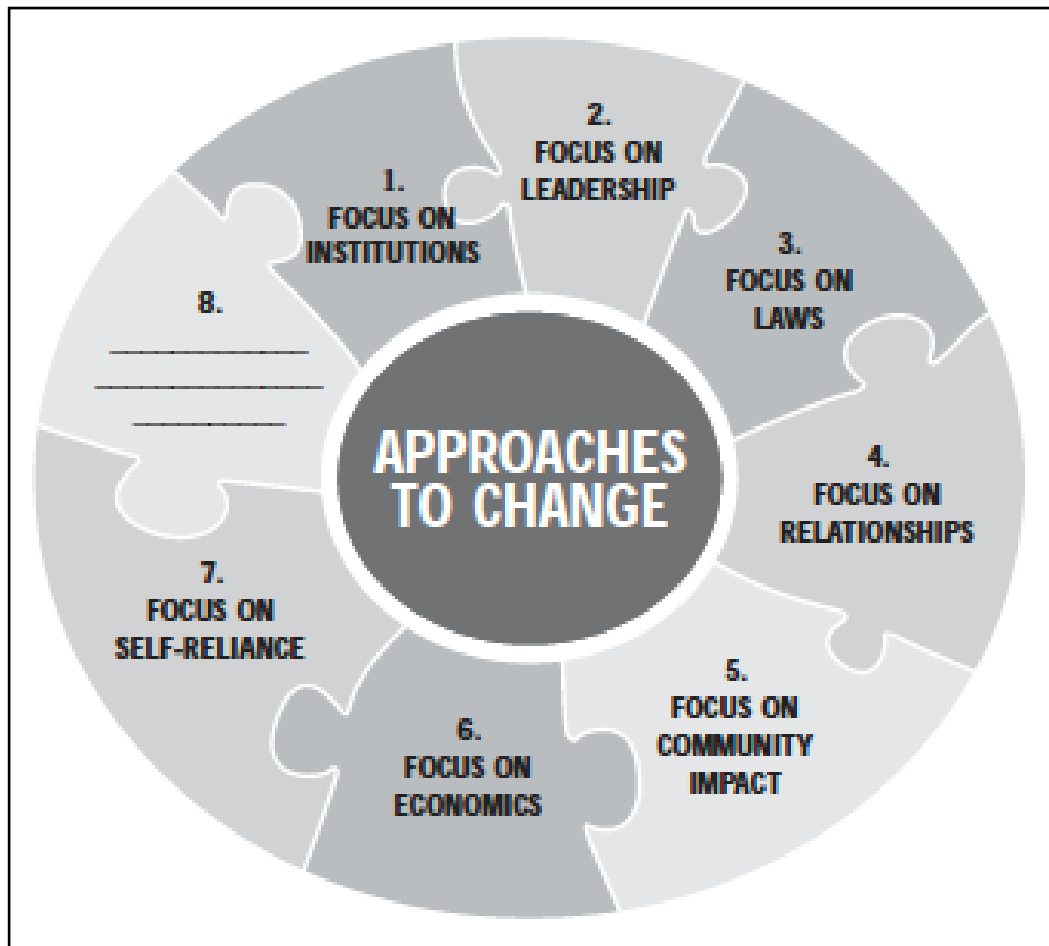 1.
FOCUS ON
INSTITUTIONS
2.
FOCUS ON
LEADERSHIP
3.
FOCUS ON
LAWS
4.
FOCUS ON
RELATIONSHIPS
5.
FOCUS ON
COMMUNITY
IMPACT
6.
FOCUS ON
ECONOMICS
7.
FOCUS ON
SELF-RELIANCE
8.
APPROACHES
TO CHANGE